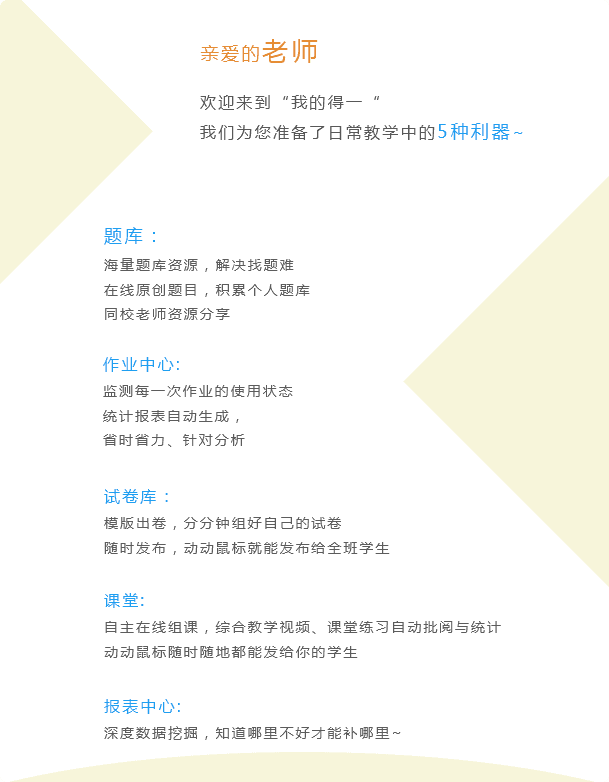 亲爱的老师
欢迎来到“我的得一“
我们为您准备了日常教学中的5种利器~
题库：
海量题库资源，解决找题难
在线原创题目，积累个人题库
同校老师资源分享
作业中心:
监测每一次作业的使用状态
统计报表自动生成，
省时省力、针对分析
试卷库：
模版出卷，分分钟组好自己的试卷
随时发布，动动鼠标就能发布给全班学生
课堂:
自主在线组课，综合教学视频、课堂练习自动批阅与统计
动动鼠标随时随地都能发给你的学生
报表中心:
深度数据挖掘，知道哪里不好才能补哪里~